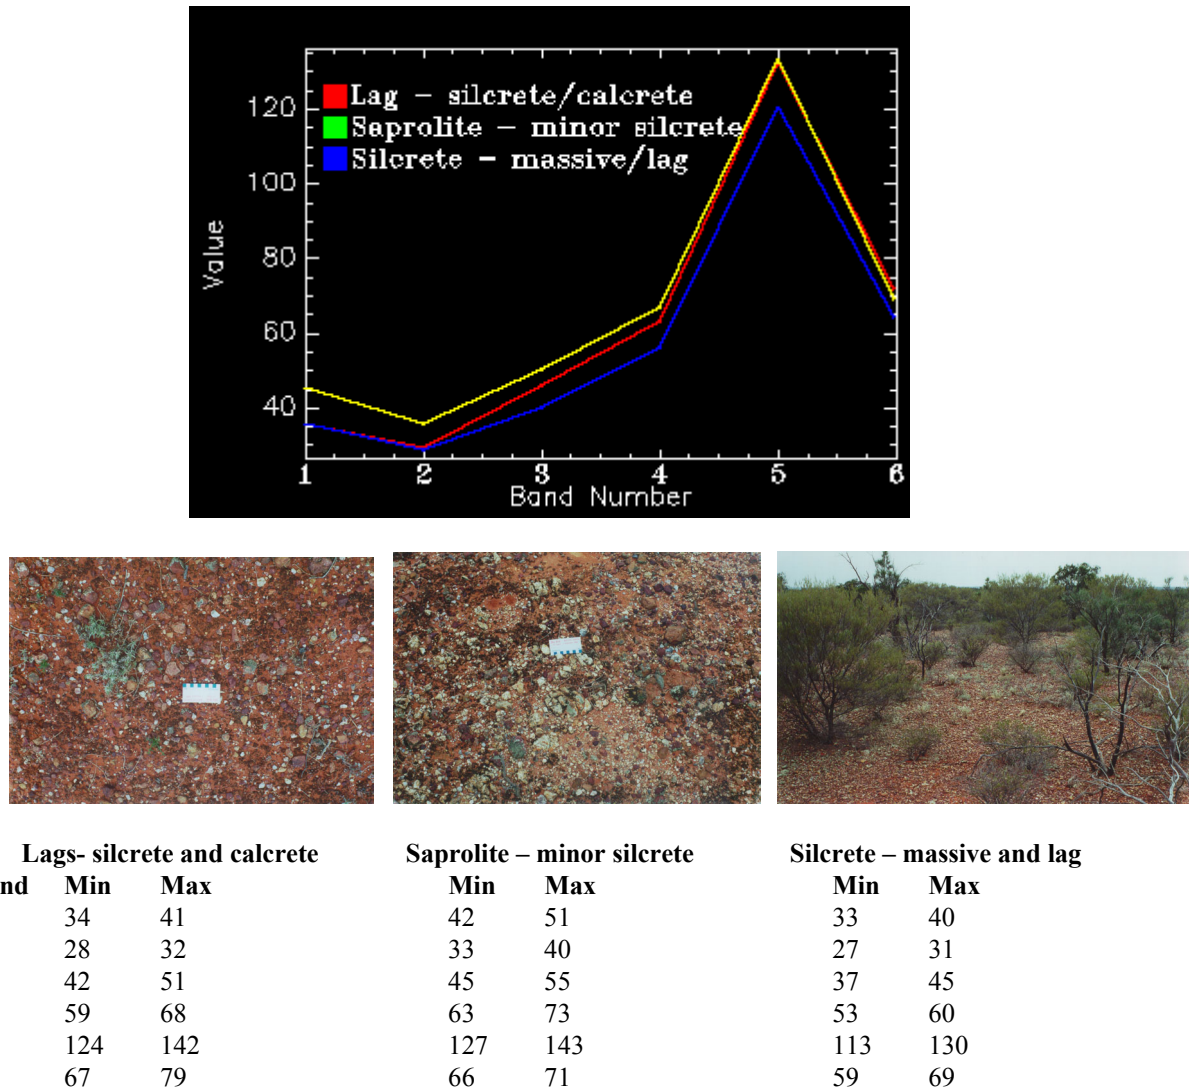 Lag – silcrete/calcrete
Saprolite – minor silcrete
Silcrete – massive/lag
120
100
80
60
40
Value
1 2 3 4 5 6
Band Number
Lags- silcrete and calcrete Saprolite – minor silcrete Silcrete – massive and lag
nd Min Max Min Max Min Max
34 41 42 51 33 40
28 32 33 40 27 31
42 51 45 55 37 45
59 68 63 73 53 60
124 142 127 143 113 130
67 79 66 71 59 69